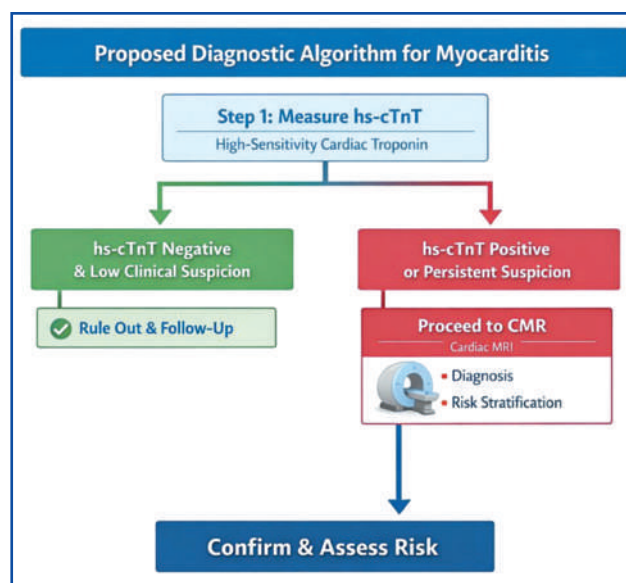 Proposed Diagnostic Algorithm for Myocarditis
Step 1: Measure hs-cTnT
High-Sensitivity Cardiac Troponin
hs-cTnT Negative
& Low Clinical Suspicion
Rule Out & Follow-Up
hs-cTnT Positive
or Persistent Suspicion
Proceed to CMR
Cardiac MRI
Diagnosis
Risk Stratification
Confirm & Assess Risk